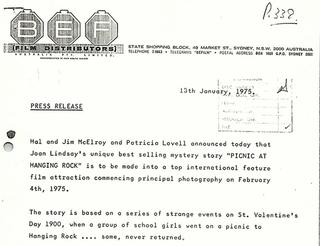 P.338
BEF
FILM DISTRIBUTORS
AUSTRALIA PTY. LIMITED
STATE SHOPPING BLOCK, 49 MARKET ST., SYDNEY, N.S.W. 2000 AUSTRALIA
13th January, 1975.
PRESS RELEASE
Hal and Jim McElroy and Patricia Lovell announced today that
Joan Lindsay's unique best selling mystery story "PICNIC AT
HANGING ROCK" is to be made into a top international feature
film attraction commencing principal photography on February
4th, 1975.
The story is based on a series of strange events on St. Valentine's
Day 1900, when a group of school girls went on a picnic to
Hanging Rock .... some, never returned.